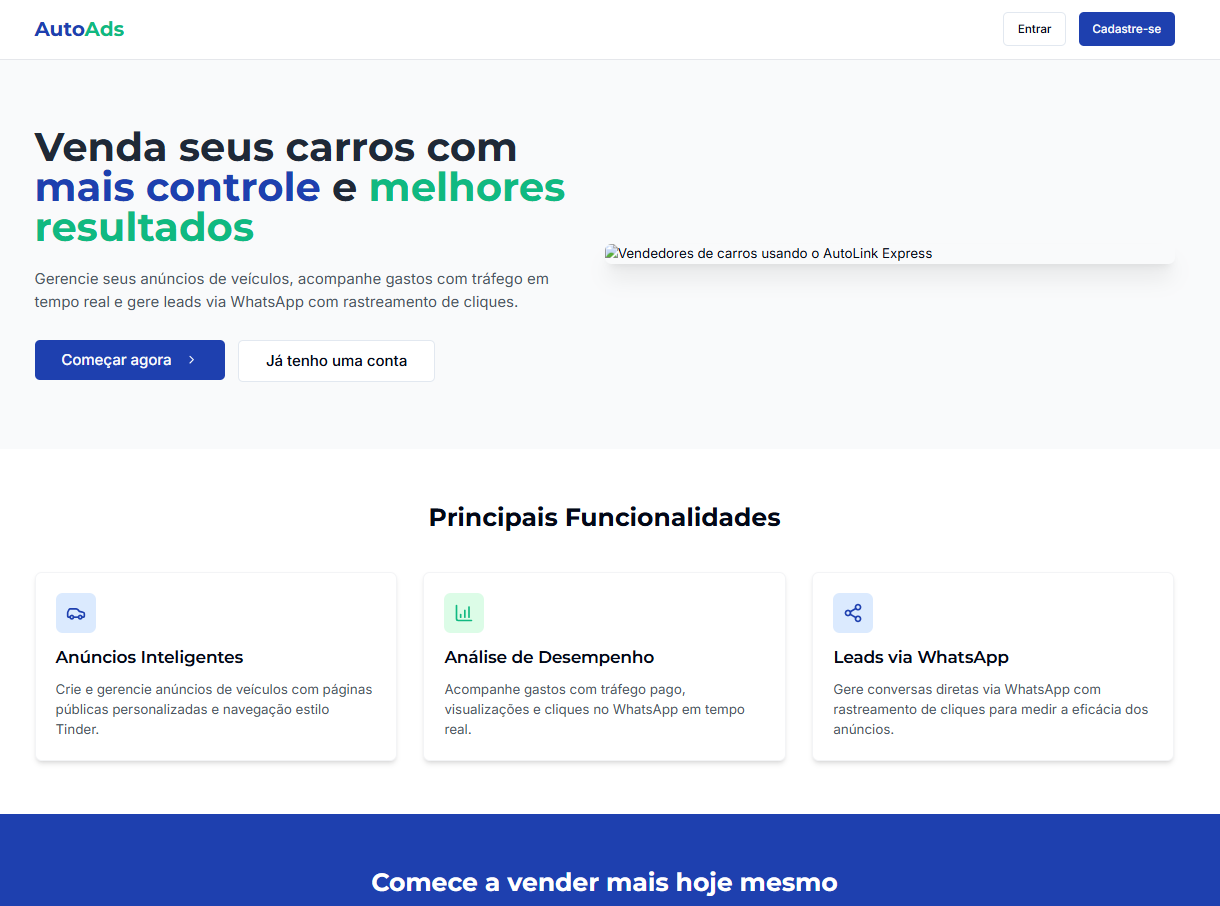 AutoAds
Entrar
Cadastre-se
Venda seus carros com
mais controle e melhores
resultados
Gerencie seus anúncios de veículos, acompanhe gastos com tráfego em
tempo real e gere leads via WhatsApp com rastreamento de cliques.
Começar agora
Já tenho uma conta
Vendedores de carros usando o AutoLink Express
Principais Funcionalidades
Anúncios Inteligentes
Crie e gerencie anúncios de veículos com páginas
públicas personalizadas e navegação estilo
Tinder.
Análise de Desempenho
Acompanhe gastos com tráfego pago,
visualizações e cliques no WhatsApp em tempo
real.
Leads via WhatsApp
Gere conversas diretas via WhatsApp com
rastreamento de cliques para medir a eficácia dos
anúncios.
Comece a vender mais hoje mesmo